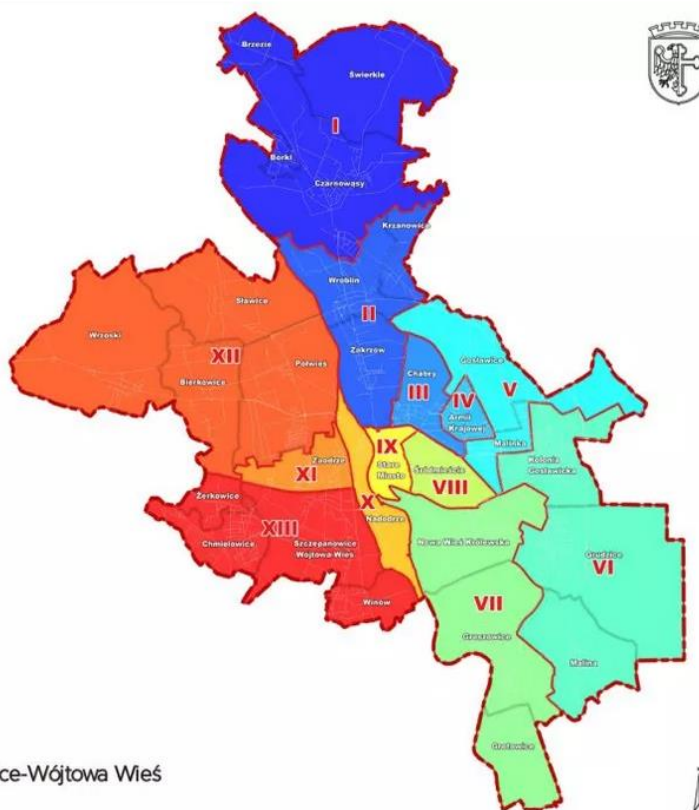 Brzezie
Świerkle
I
Borki
Czarnowąsy
Krzanowice
Wróblin
Sławice
II
Wrzoski
XII
Zakrzów
Gosławice
Półwieś
Bierkowice
Chabry
III
IV
V
Armii
Krajowej
Malinka
IX
Kolonia
Gosławicka
Zaodrze
Stare
Miasto
Śródmieście
XI
VIII
Żerkowice
X
XIII
Nadodrze
Chmielowice
Szczepanowice
Wójtowa Wieś
Nowa Wieś Królewska
Grudzice
VI
Winów
VII
Groszowice
Malina
Grotowice
ce-Wójtowa Wieś